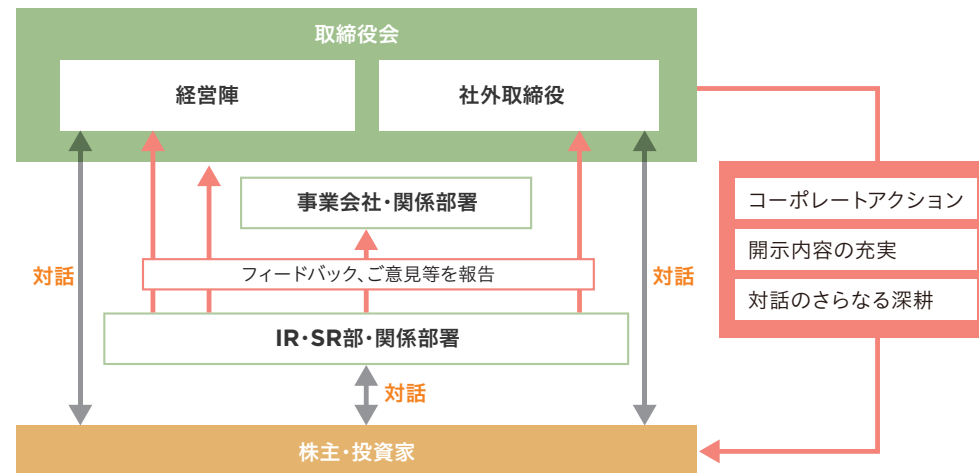 取締役会
経営陣
社外取締役
事業会社・関係部署
コーポレートアクション
開示内容の充実
対話のさらなる深耕
対話
フィードバック、ご意見等を報告
対話
IR・SR部・関係部署
対話
株主・投資家